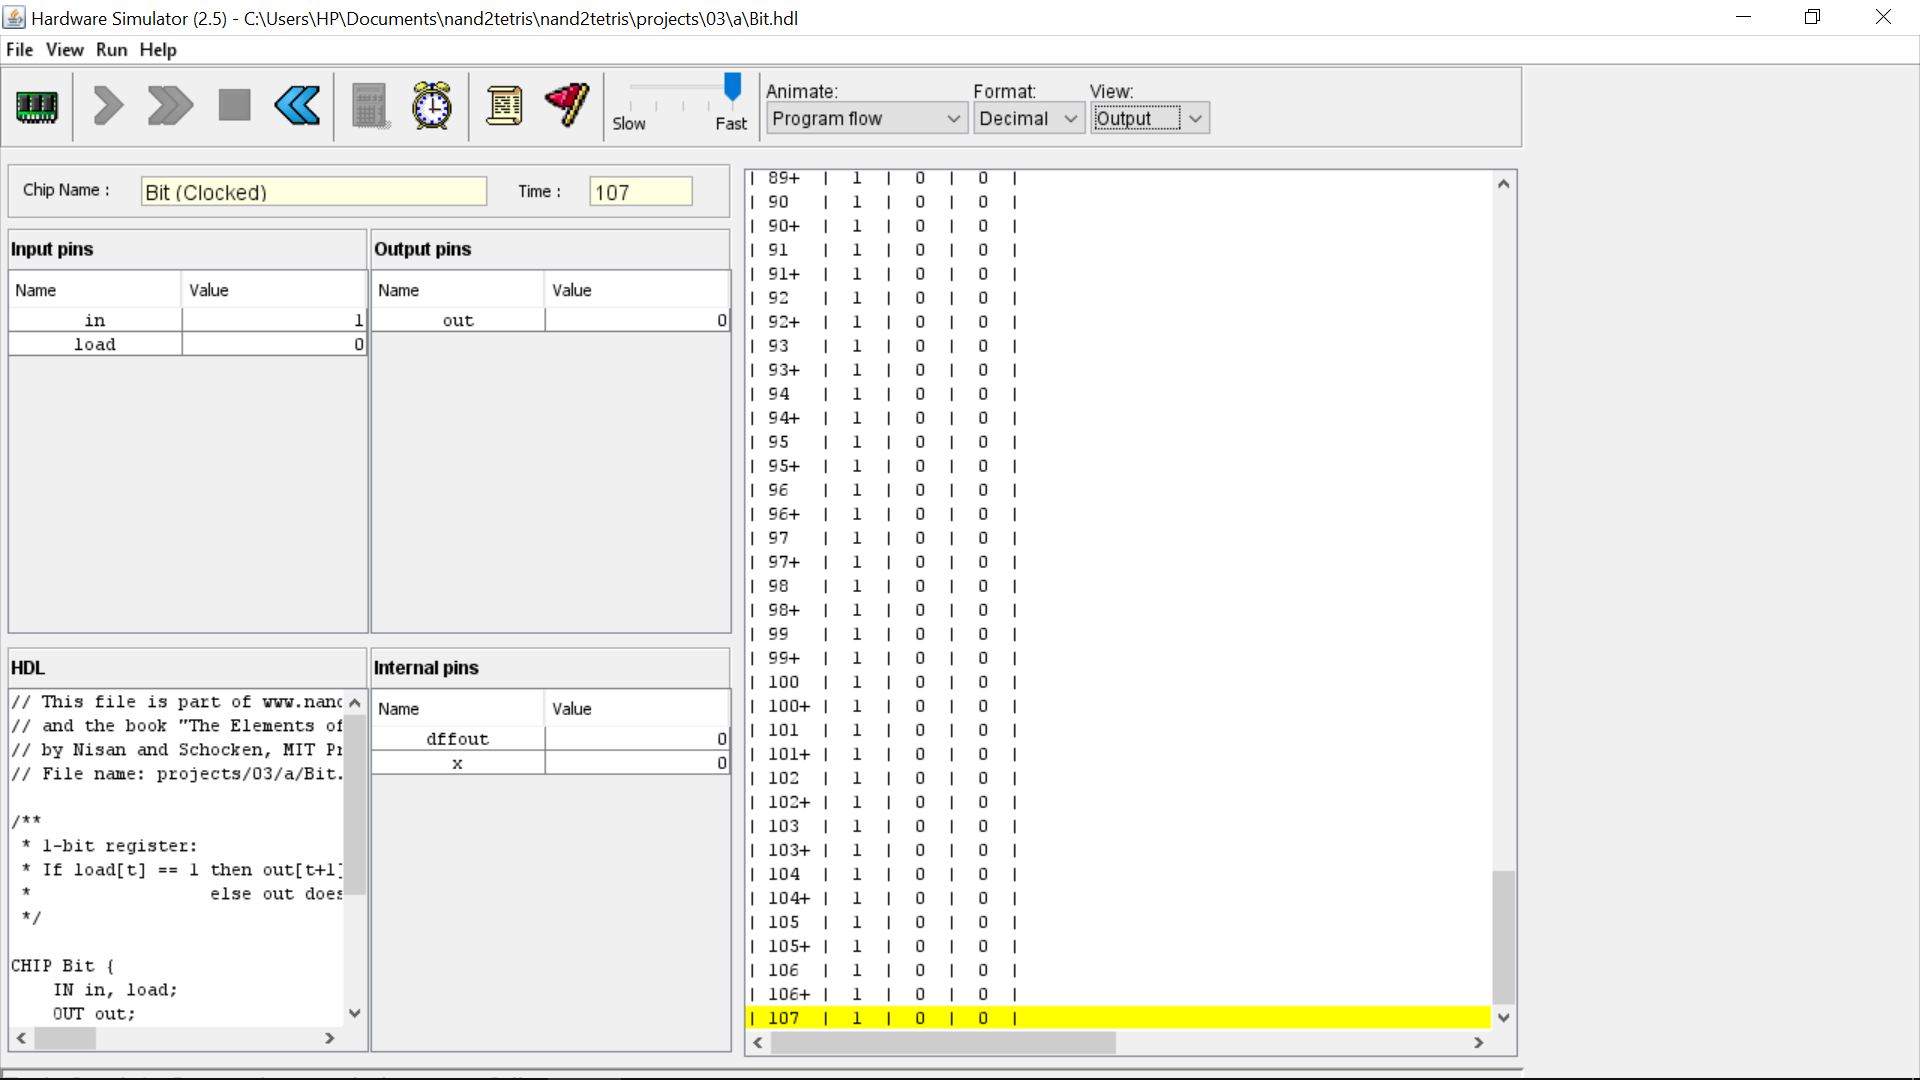 Hardware Simulator (2.5) - C:\Users\HP\Documents\nand2tetris\nand2tetris\projects\03\a\Bit.hdl
File View Run Help
Slow Fast
Animate: Format: View:
Program flow Decimal Output
Chip Name : Bit (Clocked) Time : 107
Input pins
Name Value
in 1
load 0
Output pins
Name Value
out 0
HDL
// This file is part of www.nand
// and the book "The Elements of
// by Nisan and Schocken, MIT Pr
// File name: projects/03/a/Bit.
/**
* 1-bit register:
* If load[t] == 1 then out[t+1]
* else out does
*/
CHIP Bit {
IN in, load;
OUT out;
Internal pins
Name Value
dffout 0
x 0
| 89+ | 1 | 0 | 0 |
| 90 | 1 | 0 | 0 |
| 90+ | 1 | 0 | 0 |
| 91 | 1 | 0 | 0 |
| 91+ | 1 | 0 | 0 |
| 92 | 1 | 0 | 0 |
| 92+ | 1 | 0 | 0 |
| 93 | 1 | 0 | 0 |
| 93+ | 1 | 0 | 0 |
| 94 | 1 | 0 | 0 |
| 94+ | 1 | 0 | 0 |
| 95 | 1 | 0 | 0 |
| 95+ | 1 | 0 | 0 |
| 96 | 1 | 0 | 0 |
| 96+ | 1 | 0 | 0 |
| 97 | 1 | 0 | 0 |
| 97+ | 1 | 0 | 0 |
| 98 | 1 | 0 | 0 |
| 98+ | 1 | 0 | 0 |
| 99 | 1 | 0 | 0 |
| 99+ | 1 | 0 | 0 |
| 100 | 1 | 0 | 0 |
| 100+ | 1 | 0 | 0 |
| 101 | 1 | 0 | 0 |
| 101+ | 1 | 0 | 0 |
| 102 | 1 | 0 | 0 |
| 102+ | 1 | 0 | 0 |
| 103 | 1 | 0 | 0 |
| 103+ | 1 | 0 | 0 |
| 104 | 1 | 0 | 0 |
| 104+ | 1 | 0 | 0 |
| 105 | 1 | 0 | 0 |
| 105+ | 1 | 0 | 0 |
| 106 | 1 | 0 | 0 |
| 106+ | 1 | 0 | 0 |
| 107 | 1 | 0 | 0 |